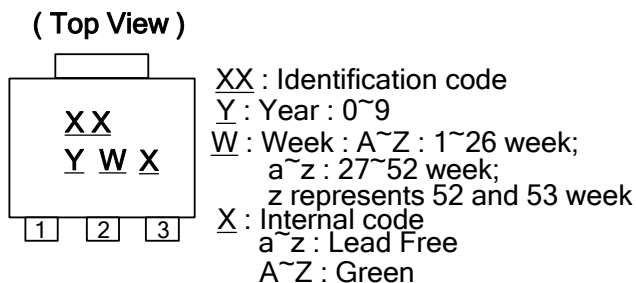 ( Top View )
XX
Y W X
1 2 3
XX : Identification code
Y : Year : 0~9
W : Week : A~Z : 1~26 week;
a~z : 27~52 week;
z represents 52 and 53 week
X : Internal code
a~z : Lead Free
A~Z : Green